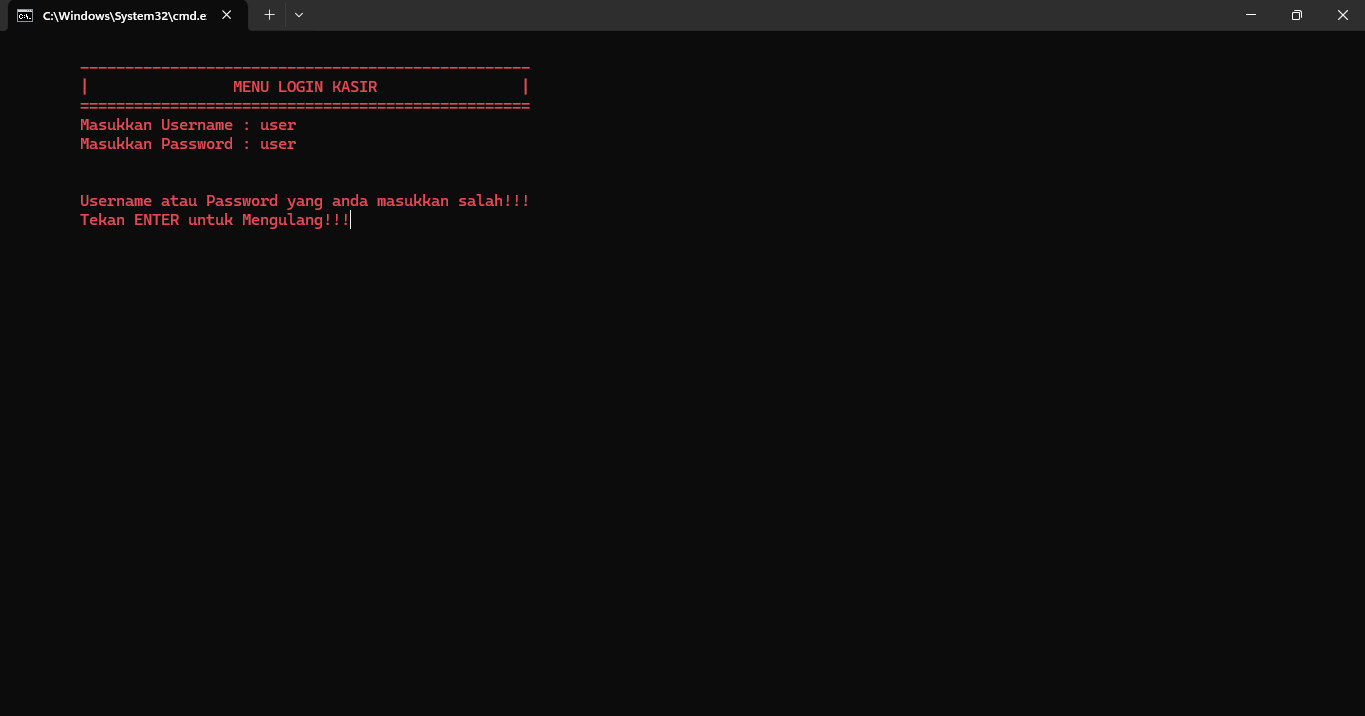 C:\Windows\System32\cmd.e
==================================================
| MENU LOGIN KASIR |
==================================================
Masukkan Username : user
Masukkan Password : user
Username atau Password yang anda masukkan salah!!!
Tekan ENTER untuk Mengulang!!!